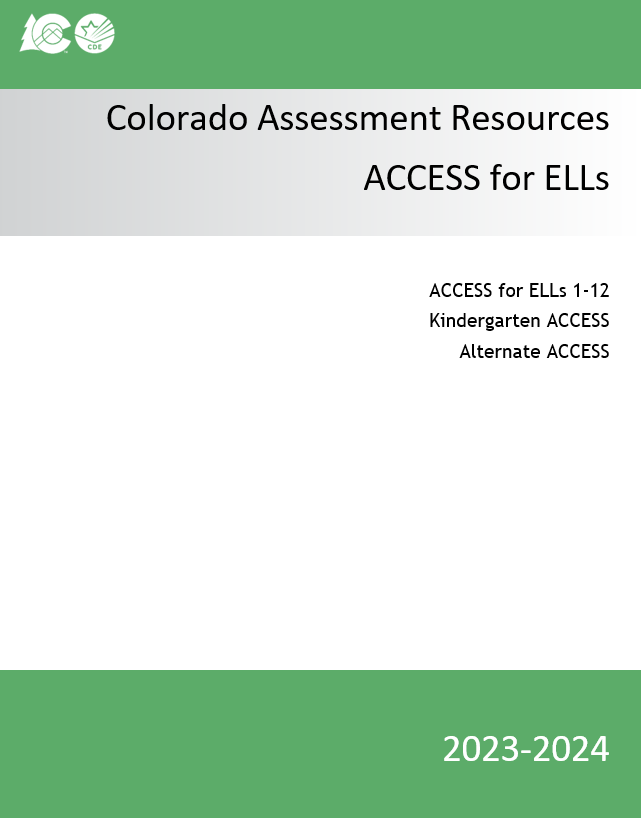 CDE
Colorado Assessment Resources
ACCESS for ELLs
ACCESS for ELLs 1-12
Kindergarten ACCESS
Alternate ACCESS
2023-2024